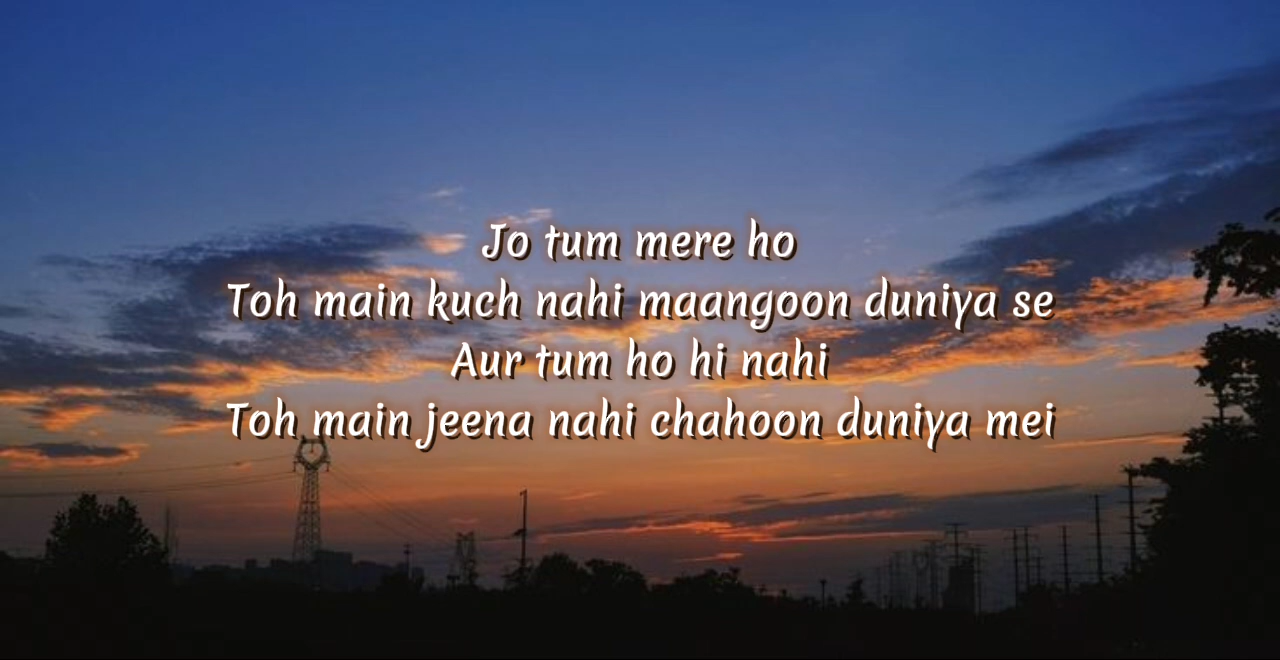 Jo tum mere ho
Toh main kuch nahi maangoon duniya se
Aur tum ho hi nahi
Toh main jeena nahi chahoon duniya mei